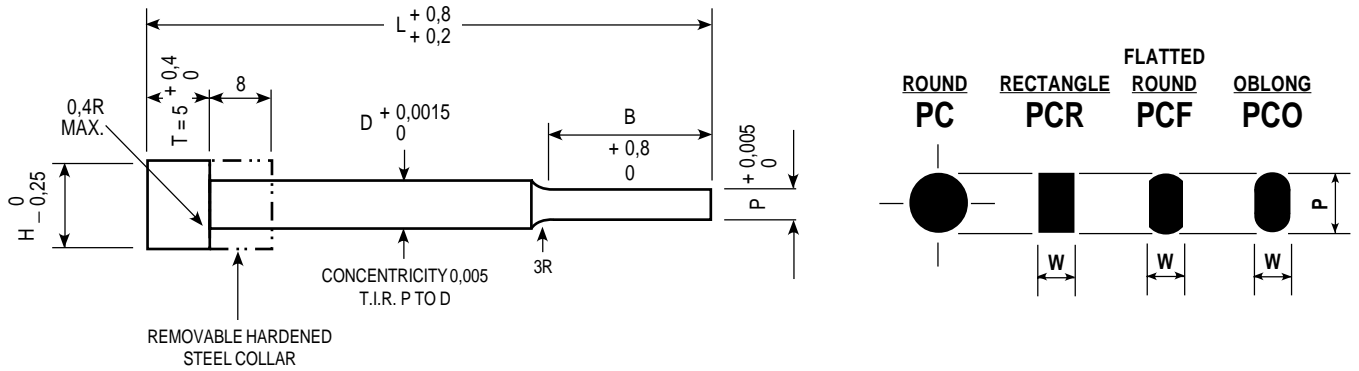 L + 0,8
+ 0,2
T = 5 + 0,4
0
8
0,4R
MAX.
D + 0,0015
0
B
+ 0,8
0
P + 0,005
0
H 0
– 0,25
3R
CONCENTRICITY 0,005
T.I.R. P TO D
REMOVABLE HARDENED
STEEL COLLAR
FLATTED
ROUND RECTANGLE ROUND OBLONG
PC PCR PCF PCO
P
W W W